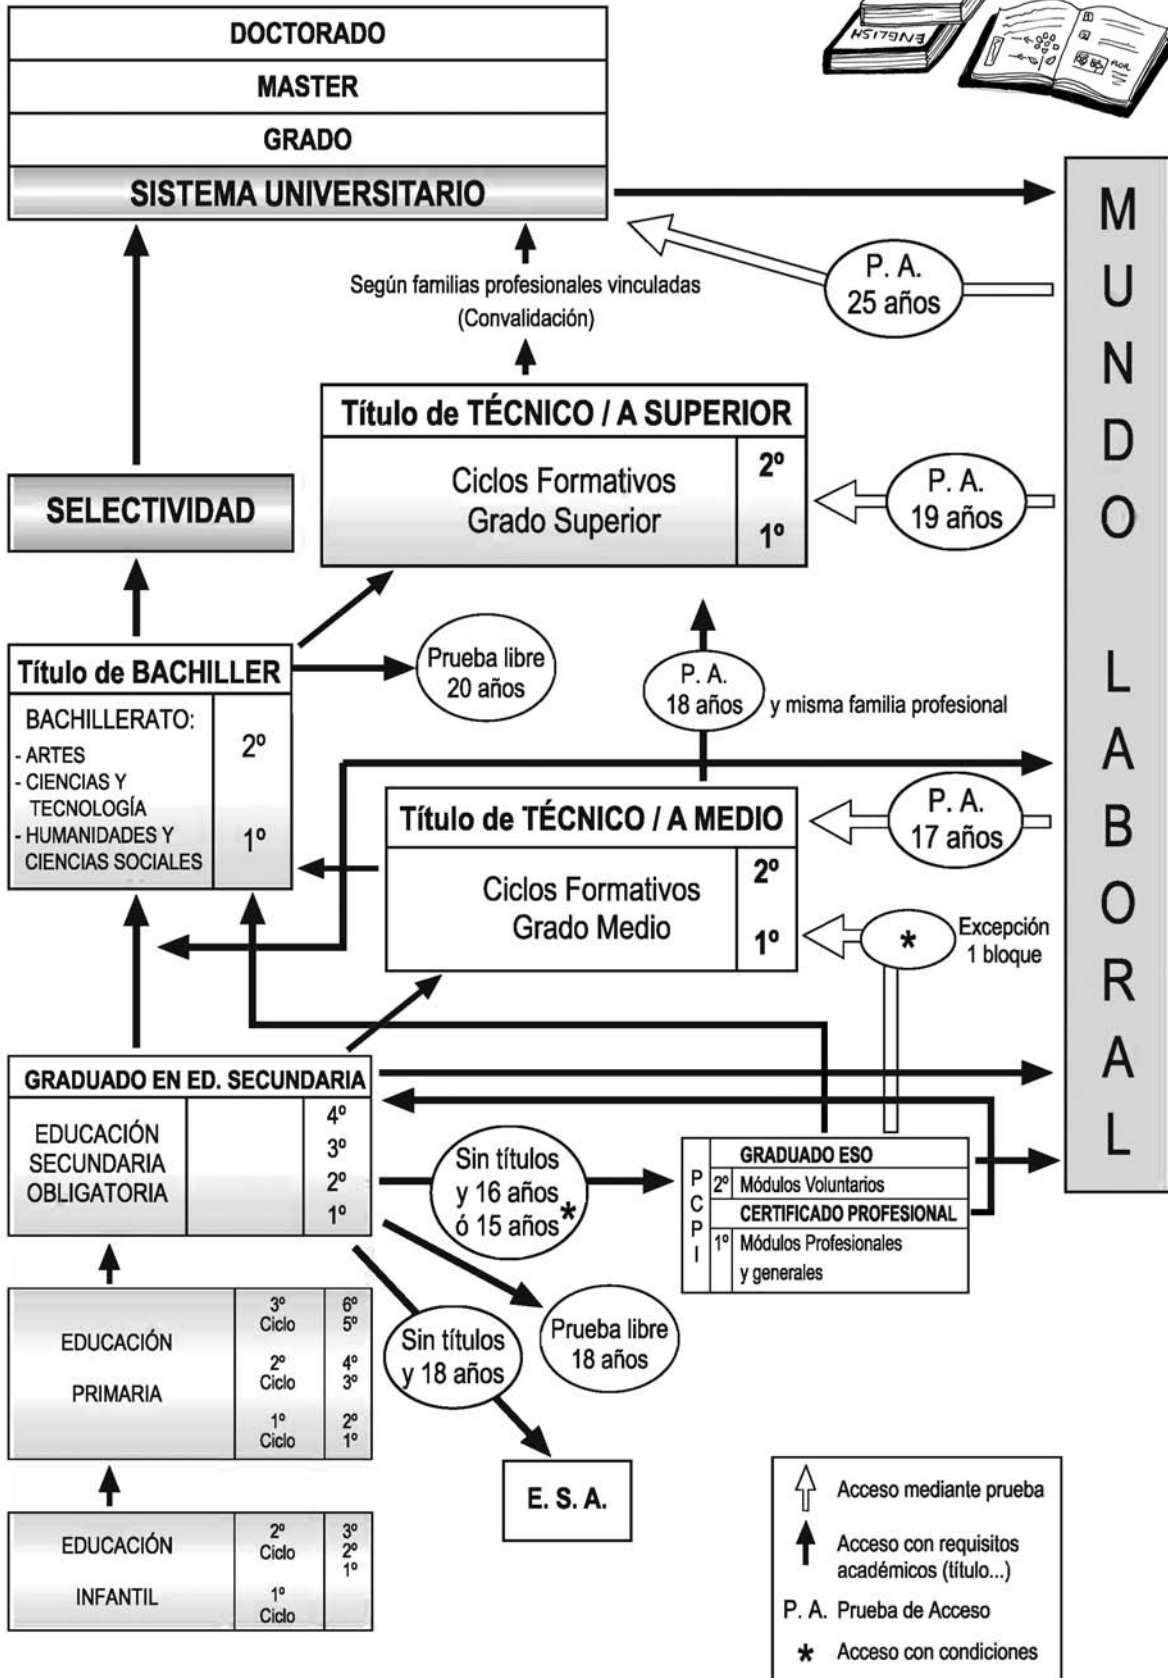 ENGLISH
DOCTORADO
MASTER
GRADO
SISTEMA UNIVERSITARIO
P. A.
25 años
Según familias profesionales vinculadas
(Convalidación)
Título de TÉCNICO / A SUPERIOR
Ciclos Formativos
Grado Superior
2º
1º
P. A.
19 años
SELECTIVIDAD
Título de BACHILLER
BACHILLERATO:
- ARTES
- CIENCIAS Y
TECNOLOGÍA
- HUMANIDADES Y
CIENCIAS SOCIALES
2º
1º
Prueba libre
20 años
P. A.
18 años
y misma familia profesional
Título de TÉCNICO / A MEDIO
Ciclos Formativos
Grado Medio
2º
1º
P. A.
17 años
*
Excepción
1 bloque
MUNDO LABORAL
GRADUADO EN ED. SECUNDARIA
EDUCACIÓN
SECUNDARIA
OBLIGATORIA
4º
3º
2º
1º
Sin títulos
y 16 años
ó 15 años *
PCPI
GRADUADO ESO
2º Módulos Voluntarios
CERTIFICADO PROFESIONAL
1º Módulos Profesionales
y generales
EDUCACIÓN
PRIMARIA
3º
Ciclo
6º
5º
2º
Ciclo
4º
3º
1º
Ciclo
2º
1º
Sin títulos
y 18 años
Prueba libre
18 años
E. S. A.
EDUCACIÓN
INFANTIL
2º
Ciclo
3º
2º
1º
1º
Ciclo
Acceso mediante prueba
Acceso con requisitos
académicos (título...)
P. A. Prueba de Acceso
* Acceso con condiciones